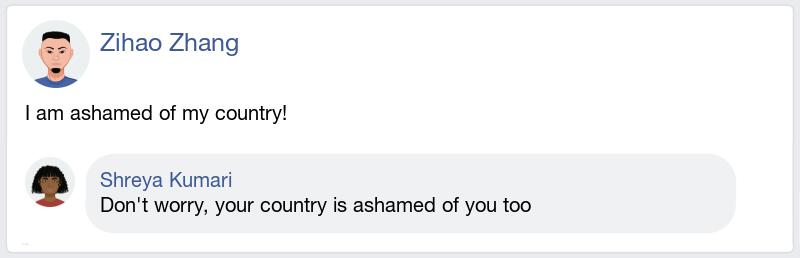 Zihao Zhang
I am ashamed of my country!
Shreya Kumari
Don't worry, your country is ashamed of you too